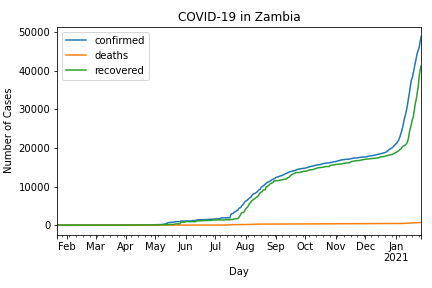 COVID-19 in Zambia
50000
40000
30000
20000
10000
0
Number of Cases
confirmed
deaths
recovered
Feb Mar Apr May Jun Jul Aug Sep Oct Nov Dec Jan
2021
Day